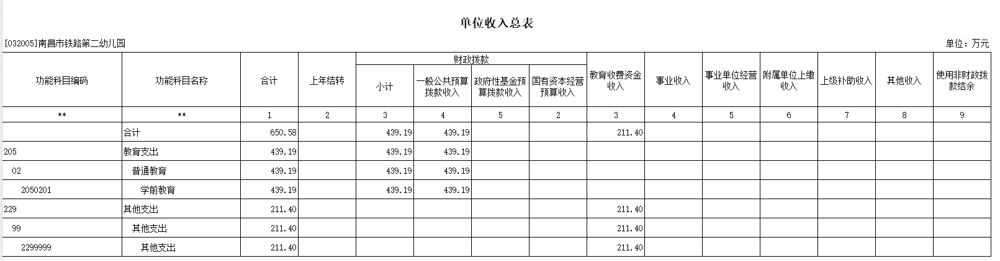 单位收入总表
[032005]南昌市铁路第二幼儿园 单位：万元
功能科目编码 功能科目名称 合计 上年结转 财政拨款 教育收费资金收入 事业收入 事业单位经营收入 附属单位上缴收入 上级补助收入 其他收入 使用非财政拨款结余
小计 一般公共预算拨款收入 政府性基金预算拨款收入 国有资本经营预算收入
** ** 1 2 3 4 5 2 3 4 5 6 7 8 9
合计 650.58 439.19 439.19 211.40
205 教育支出 439.19 439.19 439.19
02 普通教育 439.19 439.19 439.19
2050201 学前教育 439.19 439.19 439.19
229 其他支出 211.40 211.40
99 其他支出 211.40 211.40
2299999 其他支出 211.40 211.40